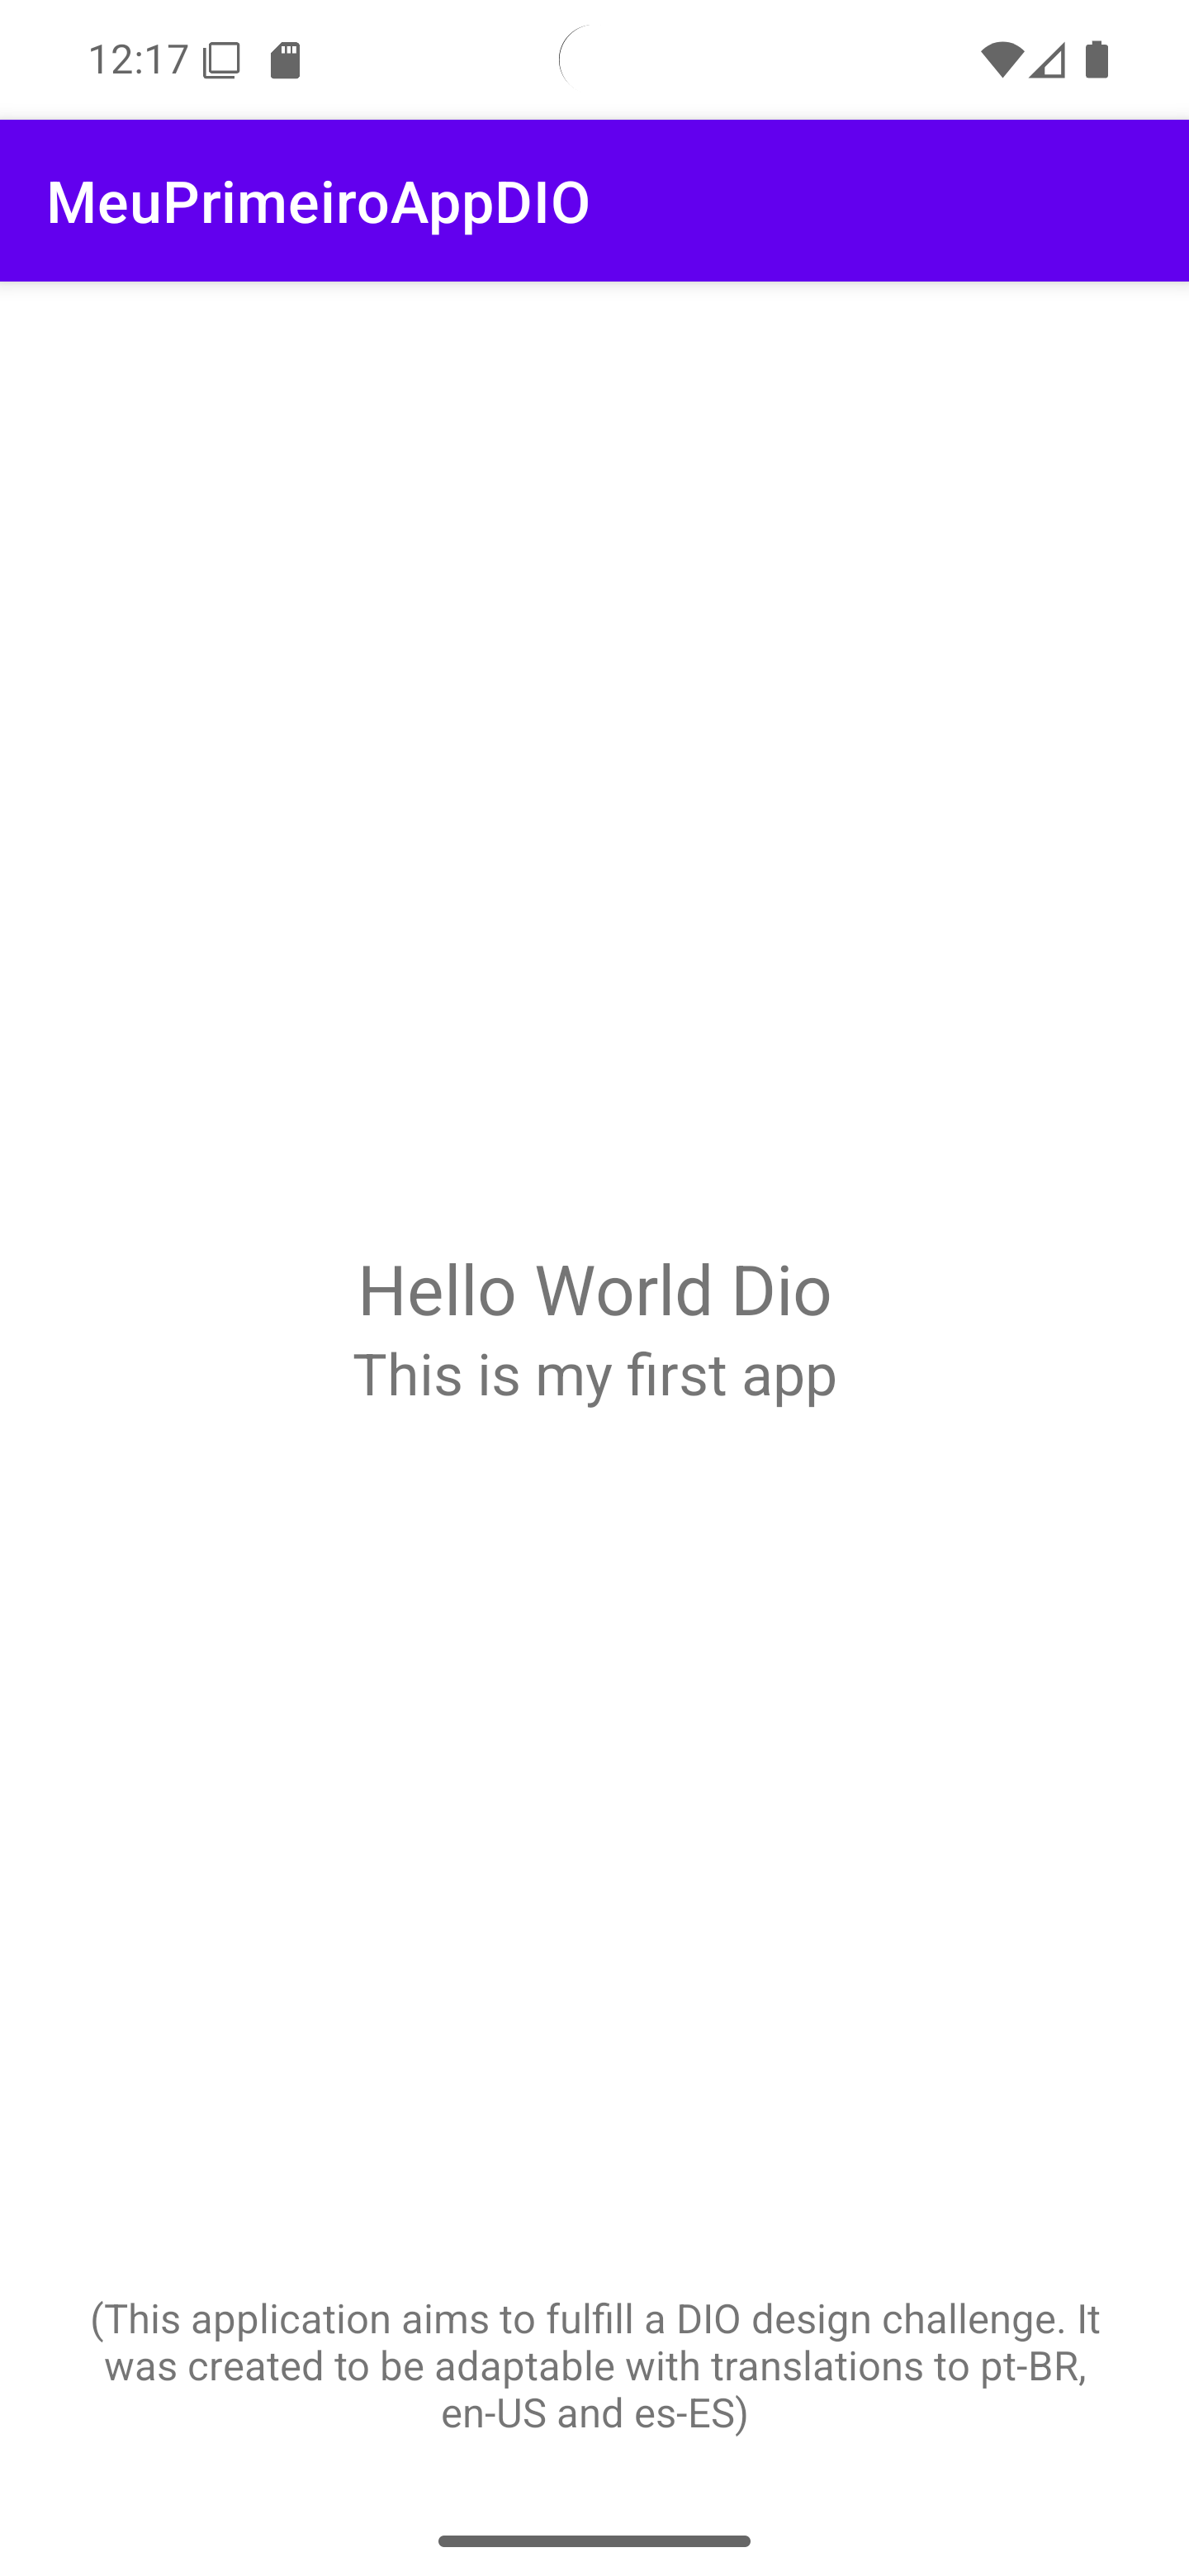 12:17
MeuPrimeiroAppDIO
Hello World Dio
This is my first app
(This application aims to fulfill a DIO design challenge. It
was created to be adaptable with translations to pt-BR,
en-US and es-ES)